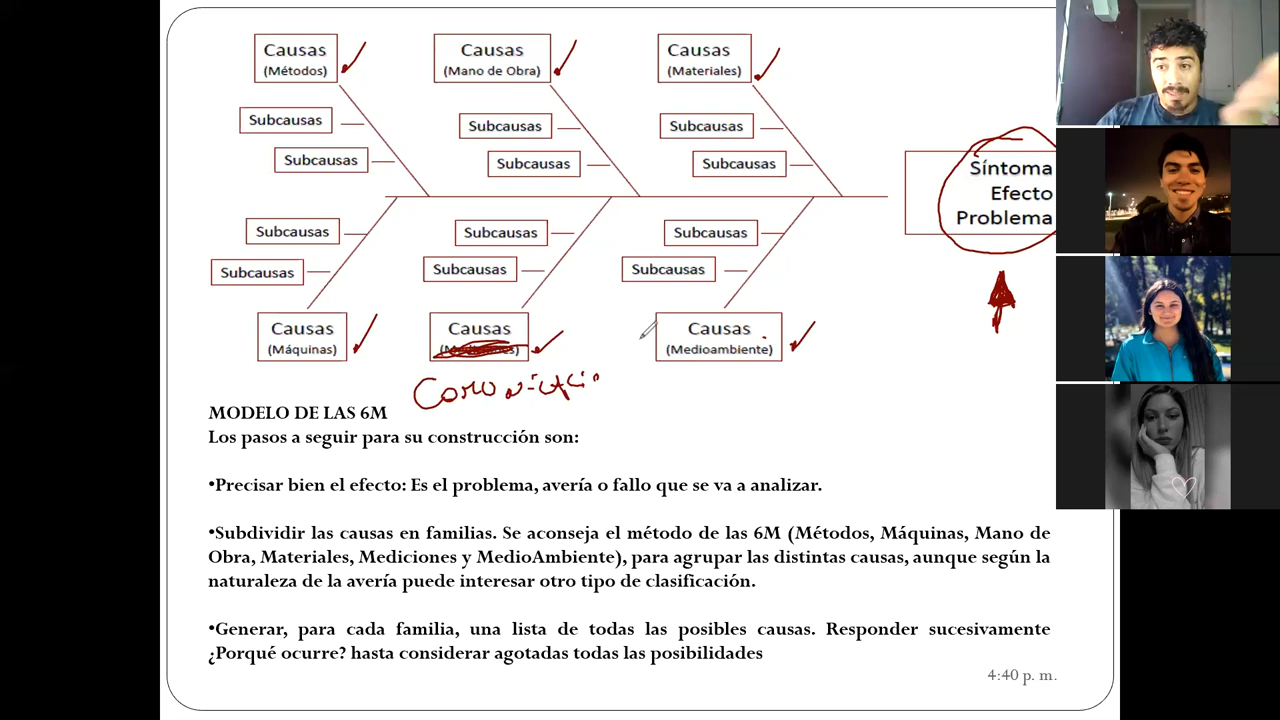 Causas
(Métodos)
Causas
(Mano de Obra)
Causas
(Materiales)
Subcausas
Subcausas
Subcausas
Subcausas
Subcausas
Subcausas
Síntoma
Efecto
Problema
Subcausas
Subcausas
Subcausas
Subcausas
Subcausas
Subcausas
Causas
(Máquinas)
Causas
Causas
(Medioambiente)
MODELO DE LAS 6M
Los pasos a seguir para su construcción son:
•Precisar bien el efecto: Es el problema, avería o fallo que se va a analizar.
•Subdividir las causas en familias. Se aconseja el método de las 6M (Métodos, Máquinas, Mano de
Obra, Materiales, Mediciones y MedioAmbiente), para agrupar las distintas causas, aunque según la
naturaleza de la avería puede interesar otro tipo de clasificación.
•Generar, para cada familia, una lista de todas las posibles causas. Responder sucesivamente
¿Porqué ocurre? hasta considerar agotadas todas las posibilidades
4:40 p. m.